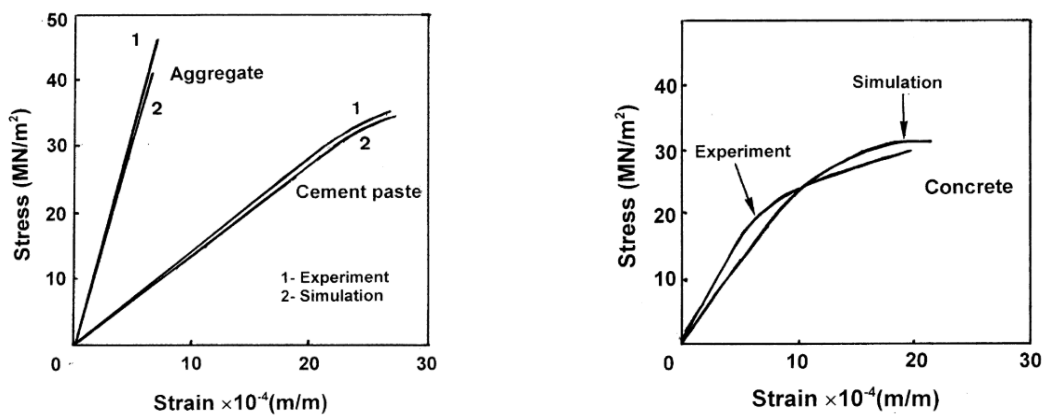 50
40
30
20
10
0
10
20
30
Stress (MN/m²)
Strain ×10⁻⁴(m/m)
1
Aggregate
2
1
2
Cement paste
1- Experiment
2- Simulation
40
30
20
10
0
10
20
30
Stress (MN/m²)
Strain ×10⁻⁴(m/m)
Simulation
Experiment
Concrete